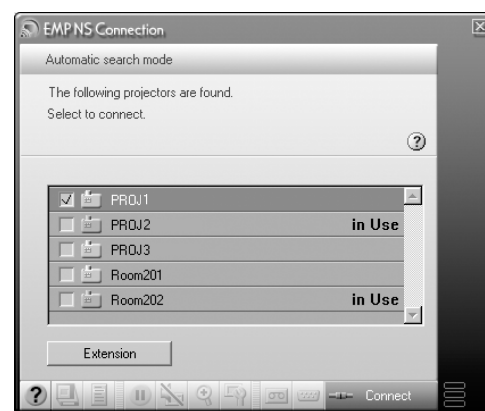 EMP NS Connection
Automatic search mode
The following projectors are found.
Select to connect.
PROJ1
PROJ2 in Use
PROJ3
Room201
Room202 in Use
Extension
Connect